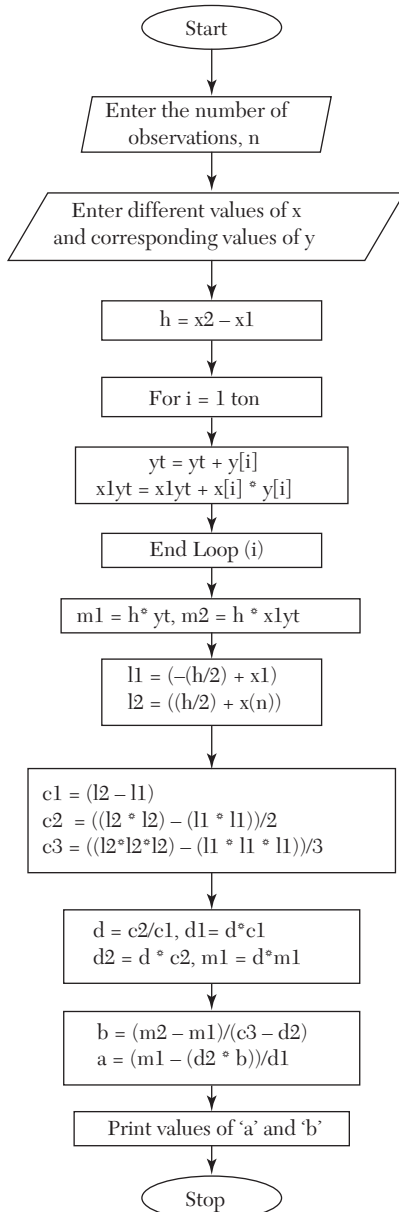 Start
Enter the number of
observations, n
Enter different values of x
and corresponding values of y
h = x2 – x1
For i = 1 ton
yt = yt + y[i]
x1yt = x1yt + x[i] * y[i]
End Loop (i)
m1 = h* yt, m2 = h * x1yt
l1 = (–(h/2) + x1)
l2 = ((h/2) + x(n))
c1 = (l2 – l1)
c2 = ((l2 * l2) – (l1 * l1))/2
c3 = ((l2*l2*l2) – (l1 * l1 * l1))/3
d = c2/c1, d1= d*c1
d2 = d * c2, m1 = d*m1
b = (m2 – m1)/(c3 – d2)
a = (m1 – (d2 * b))/d1
Print values of ‘a’ and ‘b’
Stop